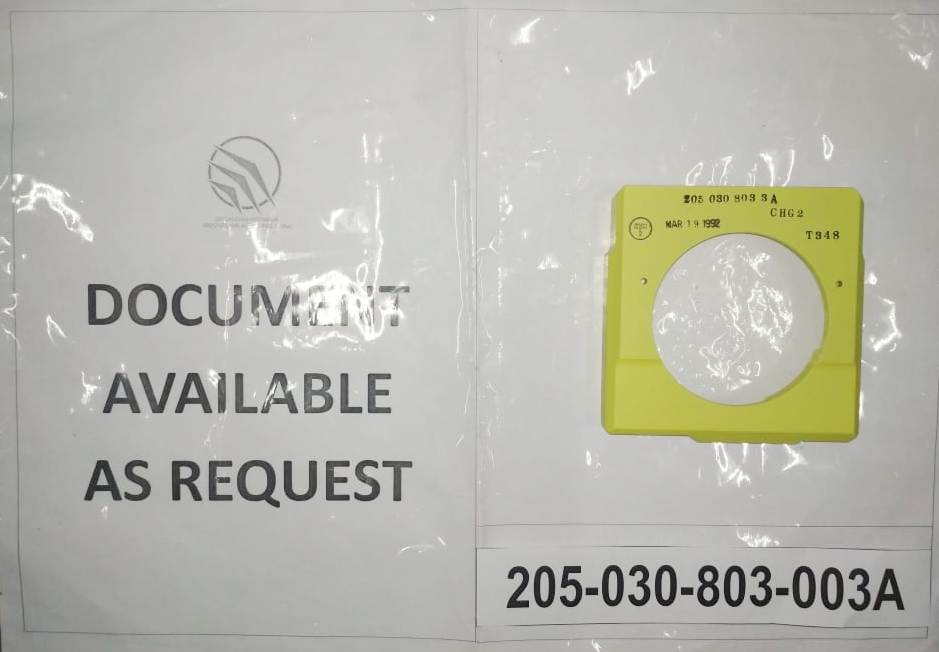 DOCUMENT
AVAILABLE
AS REQUEST
205 030 803 3A
CHG2
MAR 19 1992
T348
205-030-803-003A